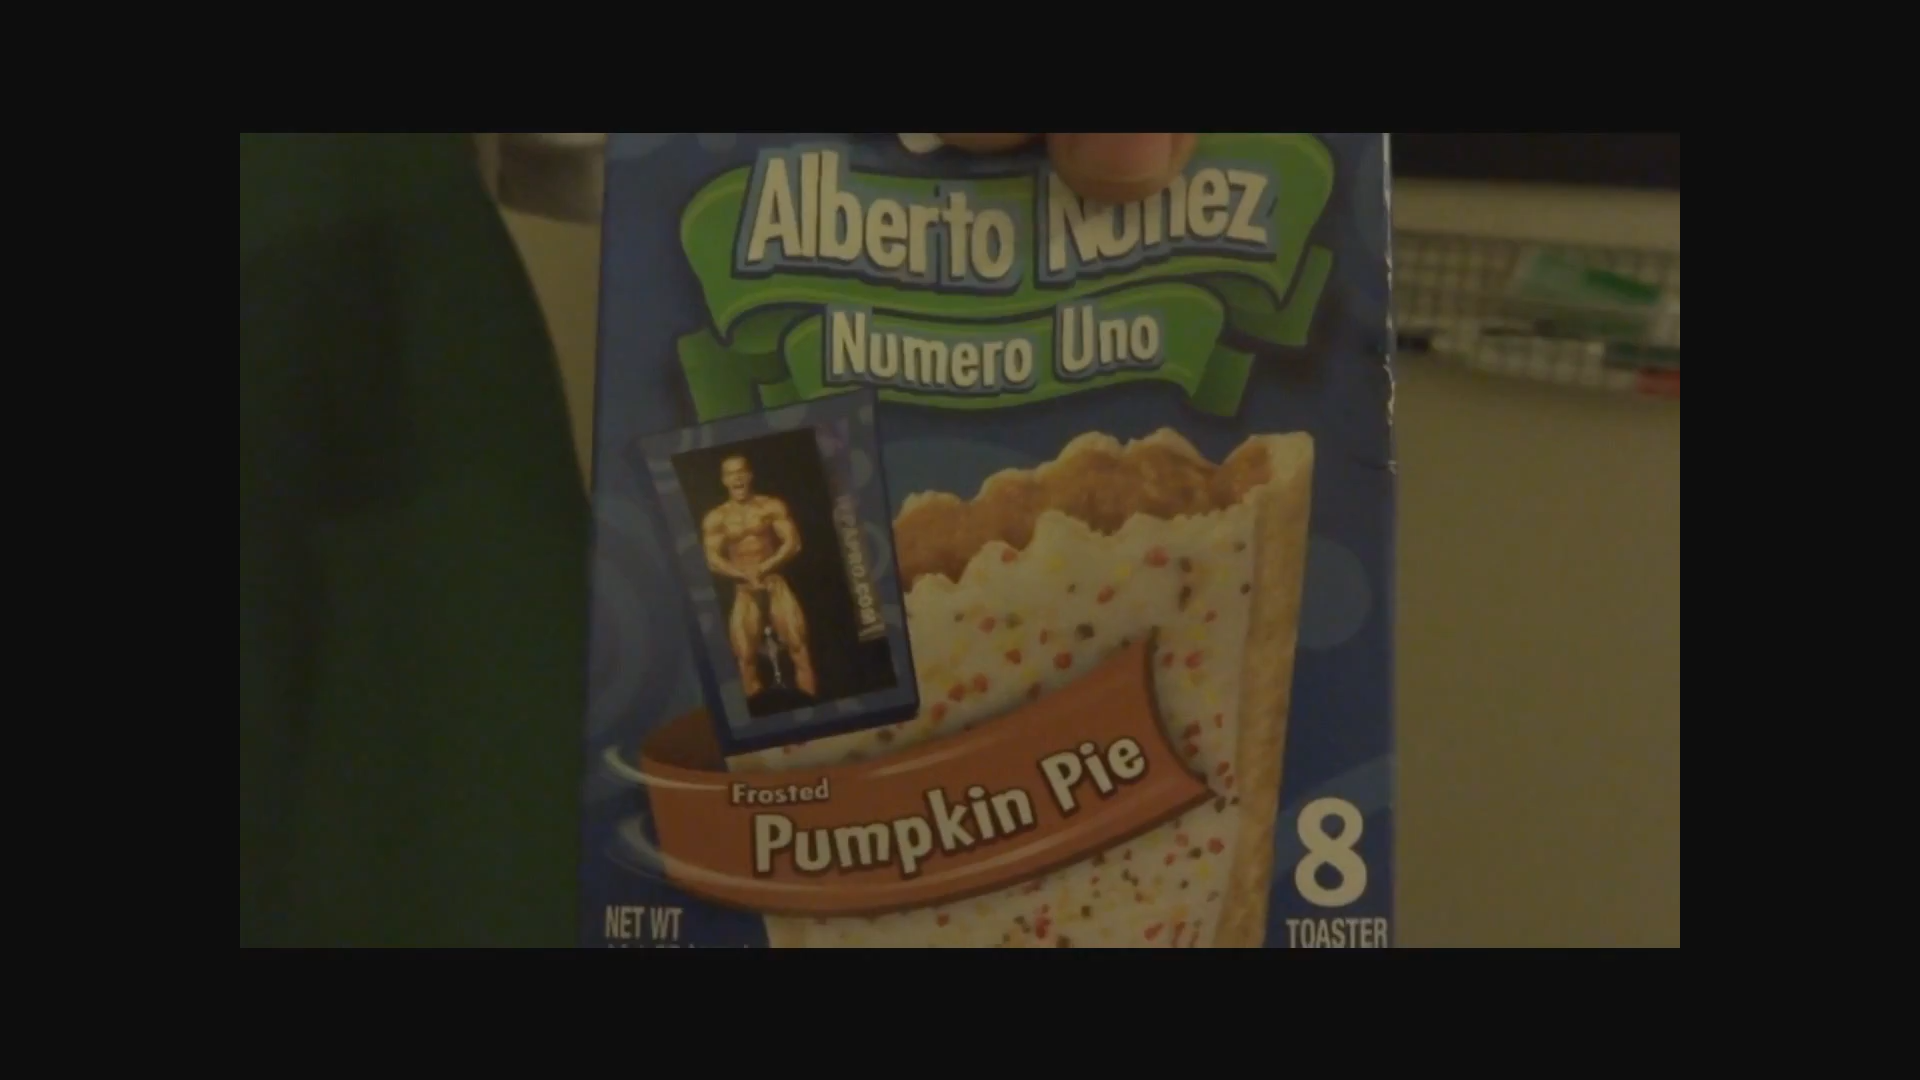 Alberto Nunez
Numero Uno
Frosted
Pumpkin Pie
8
TOASTER
NET WT